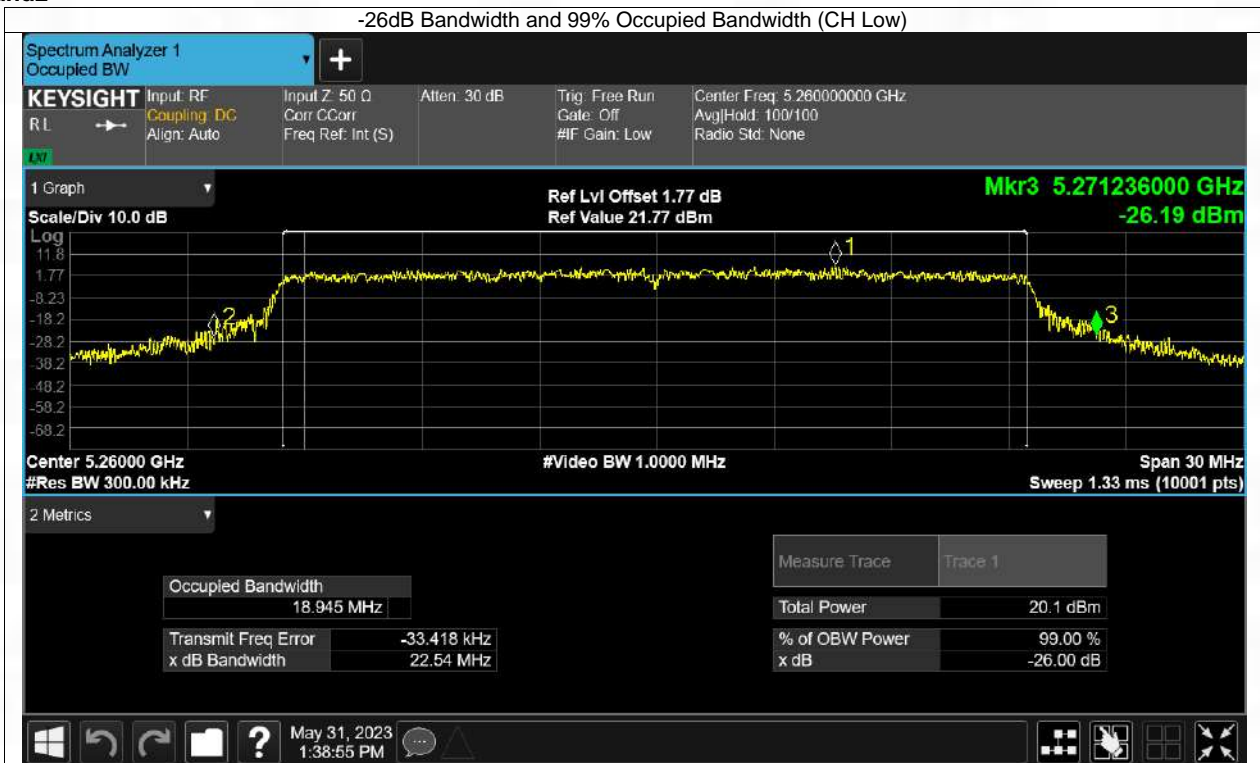 -26dB Bandwidth and 99% Occupied Bandwidth (CH Low)
Spectrum Analyzer 1
Occupied BW
+
KEYSIGHT
RL
LXI
Input: RF
Coupling: DC
Align: Auto
Input Z: 50 Ω
Corr CCorr
Freq Ref: Int (S)
Atten: 30 dB
Trig: Free Run
Gate: Off
#IF Gain: Low
Center Freq: 5.260000000 GHz
Avg|Hold: 100/100
Radio Std: None
1 Graph
Scale/Div 10.0 dB
Ref Lvl Offset 1.77 dB
Ref Value 21.77 dBm
Mkr3 5.271236000 GHz
-26.19 dBm
Log
11.8
1.77
-8.23
-18.2
-28.2
-38.2
-48.2
-58.2
-68.2
1
2
3
Center 5.26000 GHz
#Video BW 1.0000 MHz
Span 30 MHz
#Res BW 300.00 kHz
Sweep 1.33 ms (10001 pts)
2 Metrics
Measure Trace Trace 1
Occupied Bandwidth
18.945 MHz
Total Power 20.1 dBm
Transmit Freq Error -33.418 kHz
% of OBW Power 99.00 %
x dB Bandwidth 22.54 MHz
x dB -26.00 dB
?
May 31, 2023
1:38:55 PM